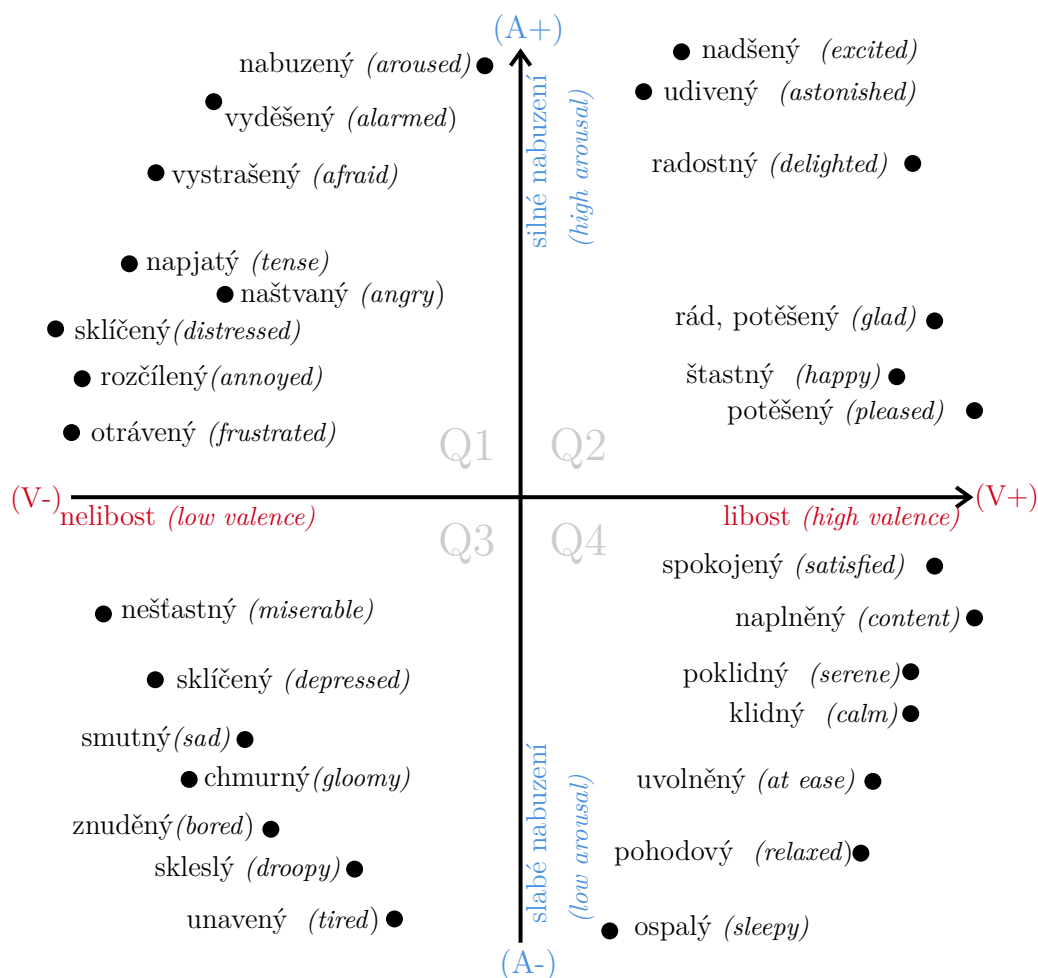 (A+)
nabuzený (aroused)
nadšený (excited)
vyděšený (alarmed)
udivený (astonished)
vystrašený (afraid)
radostný (delighted)
silné nabuzení
(high arousal)
napjatý (tense)
naštvaný (angry)
sklíčený(distressed)
rád, potěšený (glad)
rozčílený(annoyed)
štastný (happy)
potěšený (pleased)
otrávený (frustrated)
Q1 Q2
(V-) (V+)
nelibost (low valence) libost (high valence)
Q3 Q4
spokojený (satisfied)
nešťastný (miserable)
naplněný (content)
sklíčený (depressed)
poklidný (serene)
klidný (calm)
smutný(sad)
chmurný(gloomy)
uvolněný (at ease)
slabé nabuzení
(low arousal)
znuděný(bored)
pohodový (relaxed)
skleslý (droopy)
unavený (tired)
ospalý (sleepy)
(A-)